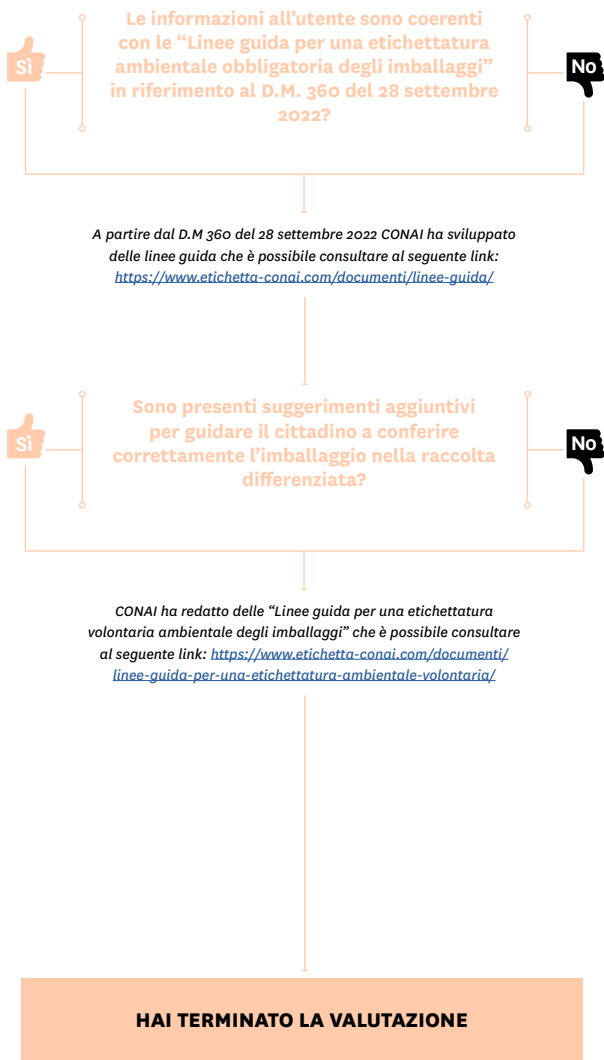 Le informazioni all’utente sono coerenti
con le “Linee guida per una etichettatura
ambientale obbligatoria degli imballaggi”
in riferimento al D.M. 360 del 28 settembre
2022?
Sì
No
A partire dal D.M 360 del 28 settembre 2022 CONAI ha sviluppato
delle linee guida che è possibile consultare al seguente link:
https://www.etichetta-conai.com/documenti/linee-guida/
Sono presenti suggerimenti aggiuntivi
per guidare il cittadino a conferire
correttamente l’imballaggio nella raccolta
differenziata?
Sì
No
CONAI ha redatto delle “Linee guida per una etichettatura
volontaria ambientale degli imballaggi” che è possibile consultare
al seguente link: https://www.etichetta-conai.com/documenti/
linee-guida-per-una-etichettatura-ambientale-volontaria/
HAI TERMINATO LA VALUTAZIONE